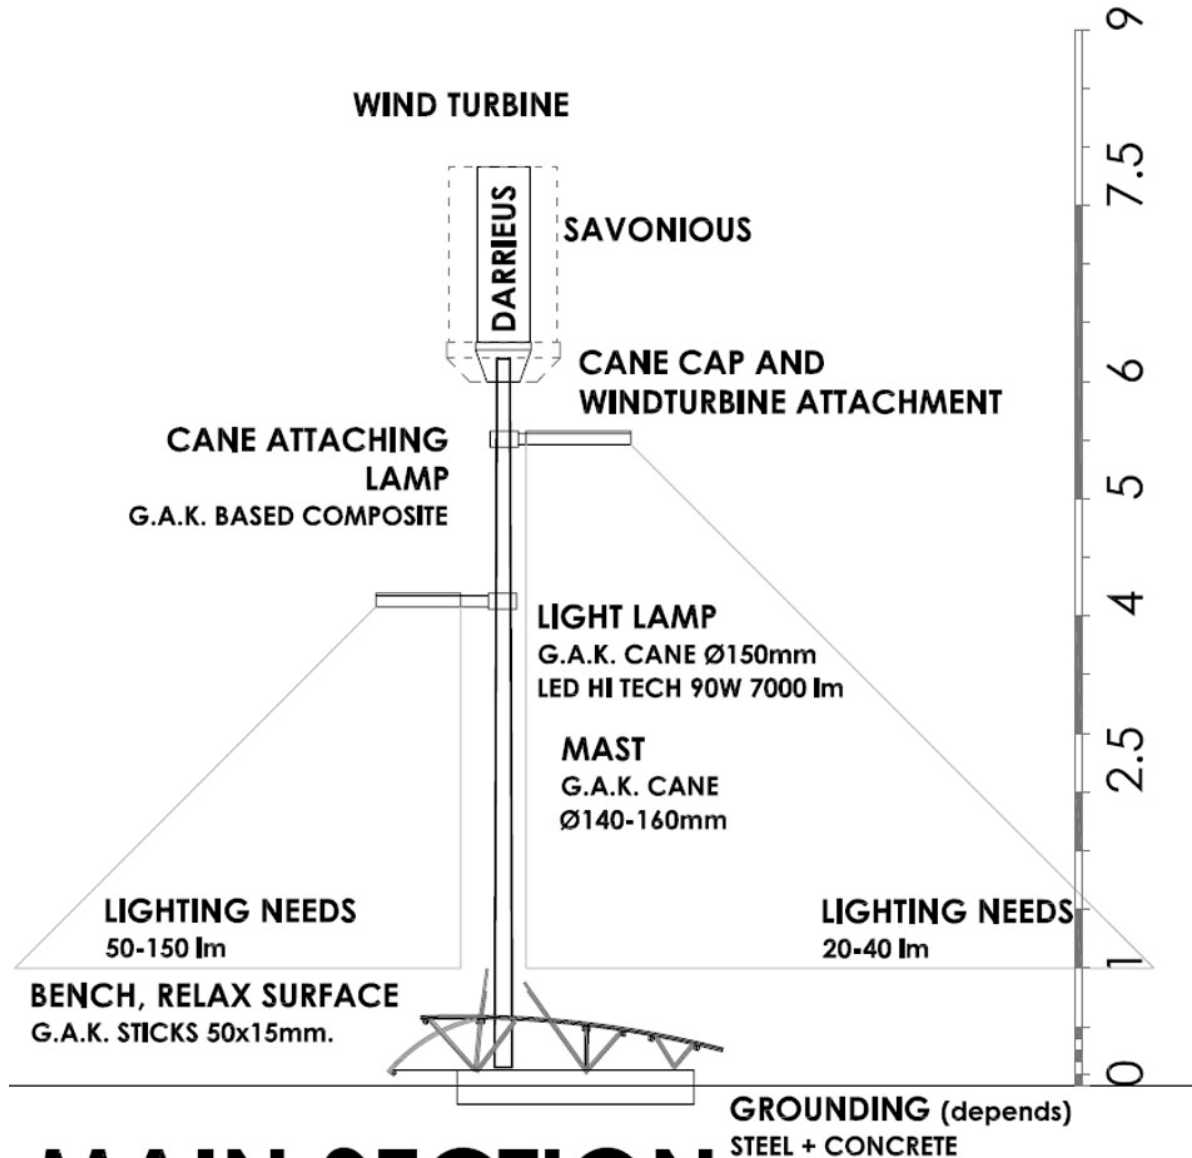 9
WIND TURBINE
7.5
DARRIEUS
SAVONIOUS
6
CANE CAP AND
WINDTURBINE ATTACHMENT
CANE ATTACHING
LAMP
G.A.K. BASED COMPOSITE
5
4
LIGHT LAMP
G.A.K. CANE Ø150mm
LED HI TECH 90W 7000 lm
2.5
MAST
G.A.K. CANE
Ø140-160mm
LIGHTING NEEDS
50-150 lm
LIGHTING NEEDS
20-40 lm
1
BENCH, RELAX SURFACE
G.A.K. STICKS 50x15mm.
0
GROUNDING (depends)
STEEL + CONCRETE
MAIN SECTION